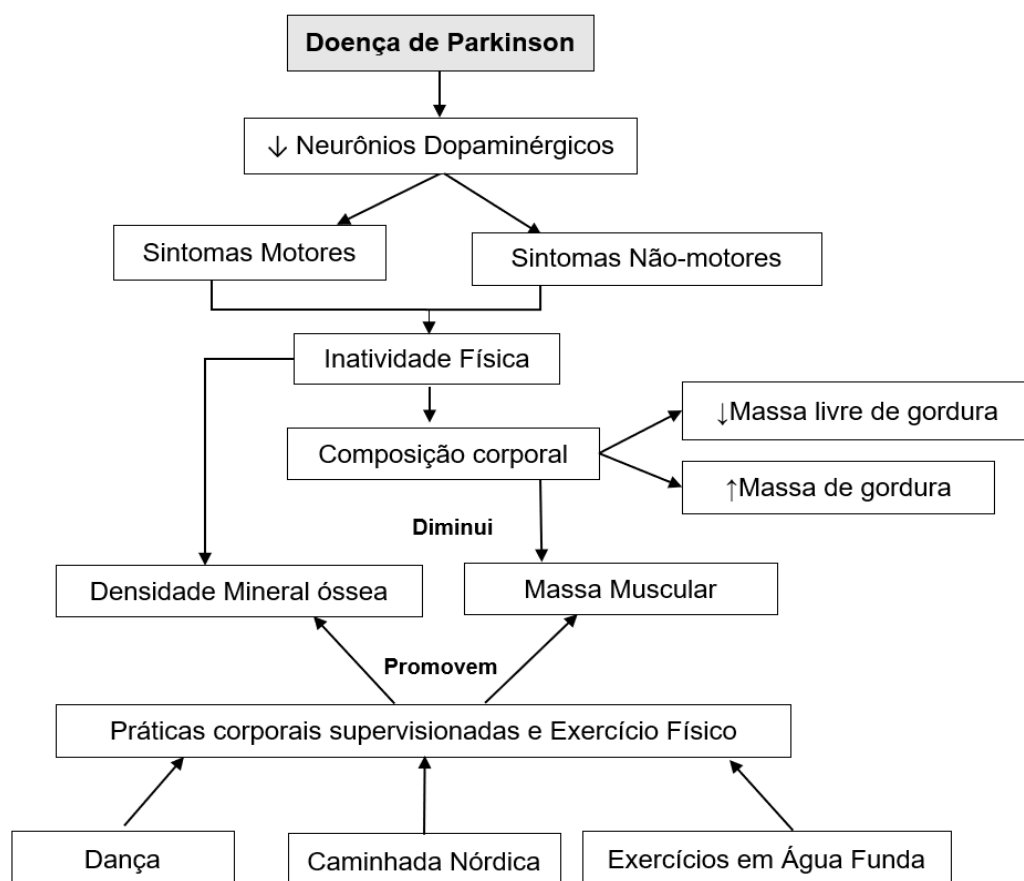 Doença de Parkinson
↓ Neurônios Dopaminérgicos
Sintomas Motores
Sintomas Não-motores
Inatividade Física
↓Massa livre de gordura
Composição corporal
↑Massa de gordura
Diminui
Densidade Mineral óssea
Massa Muscular
Promovem
Práticas corporais supervisionadas e Exercício Físico
Dança
Caminhada Nórdica
Exercícios em Água Funda